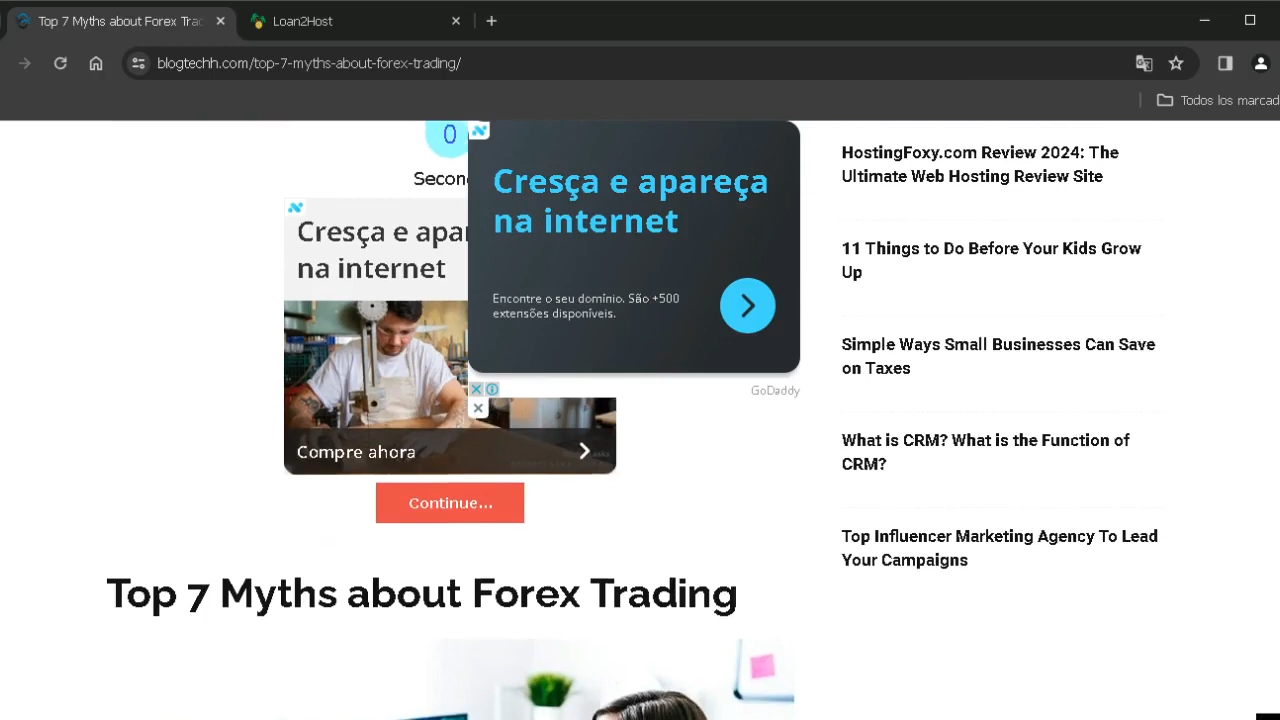 Top 7 Myths about Forex Trac
Loan2Host
blogtechh.com/top-7-myths-about-forex-trading/
Todos los marcad
0
Secon
Cresça e apar
na internet
Compre ahora
Cresça e apareça
na internet
Encontre o seu domínio. São +500
extensões disponíveis.
GoDaddy
Continue...
Top 7 Myths about Forex Trading
HostingFoxy.com Review 2024: The
Ultimate Web Hosting Review Site
11 Things to Do Before Your Kids Grow
Up
Simple Ways Small Businesses Can Save
on Taxes
What is CRM? What is the Function of
CRM?
Top Influencer Marketing Agency To Lead
Your Campaigns